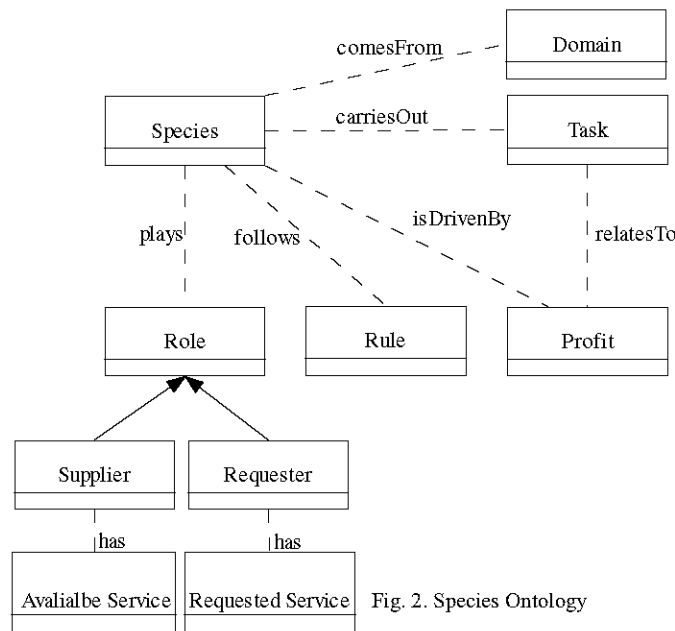 comesFrom
Domain
Species
carriesOut
Task
plays
follows
isDrivenBy
relatesTo
Role
Rule
Profit
Supplier
Requester
has
has
Avalialbe Service
Requested Service
Fig. 2. Species Ontology